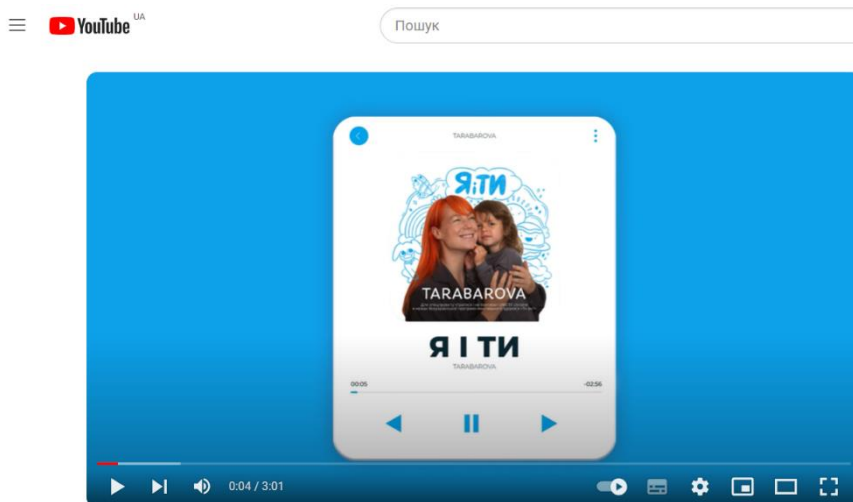 YouTube UA
Пошук
TARABAROVA
Я і ТИ
TARABAROVA
Я І ТИ
TARABAROVA
00:05 -02:56
0:04 / 3:01